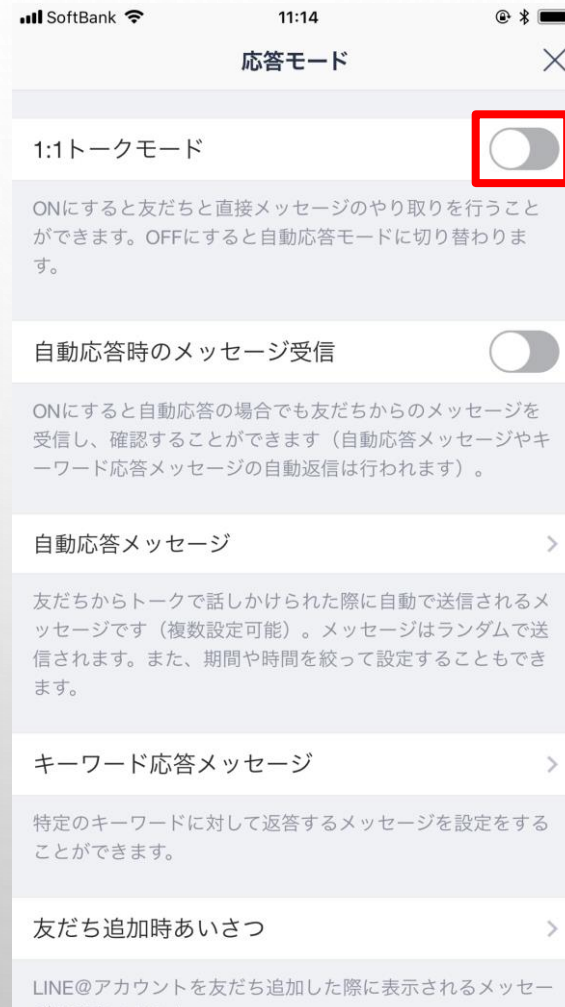 SoftBank 11:14
応答モード
1:1トークモード
ONにすると友だちと直接メッセージのやり取りを行うこと
ができます。OFFにすると自動応答モードに切り替わりま
す。
自動応答時のメッセージ受信
ONにすると自動応答の場合でも友だちからのメッセージを
受信し、確認することができます（自動応答メッセージやキ
ーワード応答メッセージの自動返信は行われます）。
自動応答メッセージ
友だちからトークで話しかけられた際に自動で送信されるメ
ッセージです（複数設定可能）。メッセージはランダムで送
信されます。また、期間や時間を絞って設定することもでき
ます。
キーワード応答メッセージ
特定のキーワードに対して返答するメッセージを設定をする
ことができます。
友だち追加時あいさつ
LINE@アカウントを友だち追加した際に表示されるメッセー